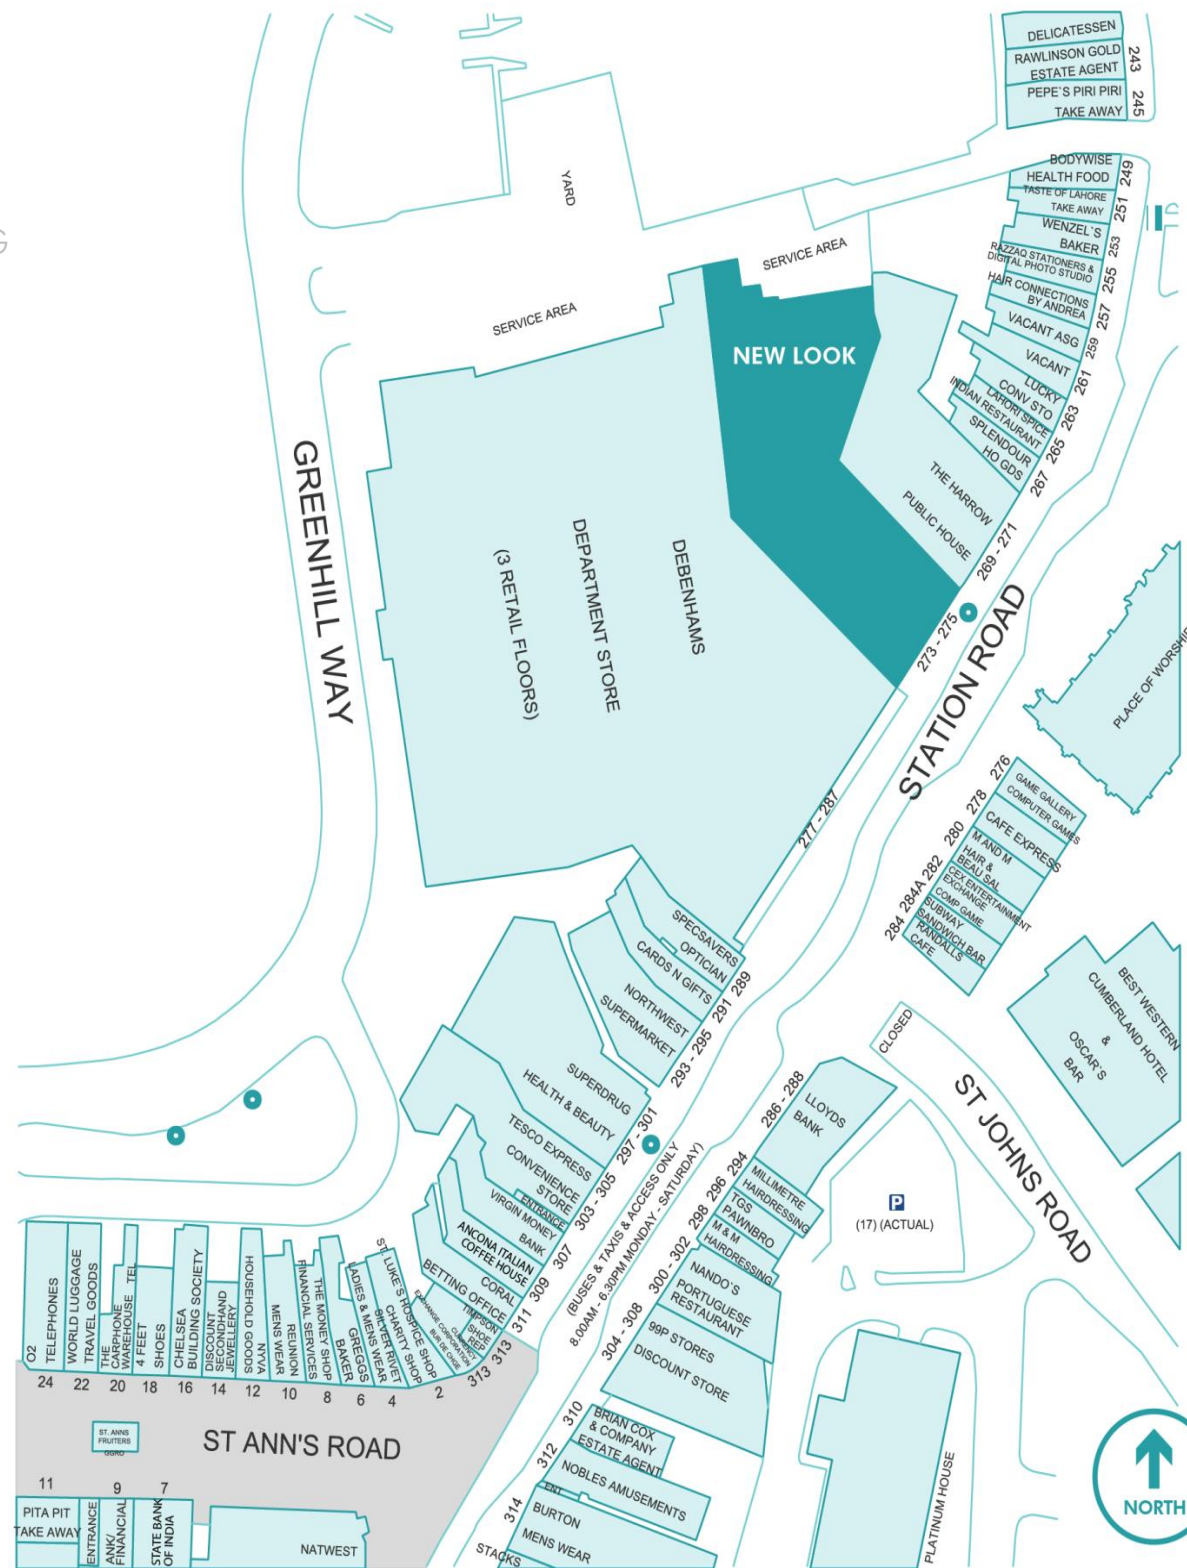 DELICATESSEN
RAWLINSON GOLD
ESTATE AGENT
243
PEPE`S PIRI PIRI
TAKE AWAY
245
BODYWISE
HEALTH FOOD
249
TASTE OF LAHORE
TAKE AWAY
251
WENZEL`S
BAKER
253
RAZZAQ STATIONERS &
DIGITAL PHOTO STUDIO
255
HAIR CONNECTIONS
BY ANDREA
257
VACANT ASG
259
VACANT
261
LUCKY
CONV STO
263
LAHORI SPICE
INDIAN RESTAURANT
265
SPLENDOUR
HO GDS
267
THE HARROW
PUBLIC HOUSE
269 - 271
YARD
SERVICE AREA
SERVICE AREA
NEW LOOK
273 - 275
DEBENHAMS
DEPARTMENT STORE
(3 RETAIL FLOORS)
277 - 287
GREENHILL WAY
STATION ROAD
PLACE OF WORSHIP
276
GAME GALLERY
COMPUTER GAMES
278
CAFE EXPRESS
280
M AND M
HAIR &
BEAU SAL
282
CEX ENTERTAINMENT
EXCHANGE
COMP GAME
284A
SUBWAY
SANDWICH BAR
284
RANDALLS
CAFE
SPECSAVERS
OPTICIAN
289
CARDS N GIFTS
291
NORTHWEST
SUPERMARKET
293 - 295
SUPERDRUG
HEALTH & BEAUTY
297 - 301
TESCO EXPRESS
CONVENIENCE
STORE
303 - 305
ENTRANCE
VIRGIN MONEY
BANK
307
ANCONA ITALIAN
COFFEE HOUSE
309
CORAL
BETTING OFFICE
311
TIMPSON
SHOE
REP
313
EXCHANGE CORPORATION
CURRENCY
BUR DE CHGE
313
(BUSES & TAXIS & ACCESS ONLY
8.00AM - 6.30PM MONDAY - SATURDAY)
CLOSED
ST JOHNS ROAD
BEST WESTERN
CUMBERLAND HOTEL
&
OSCAR`S
BAR
286 - 288
LLOYDS
BANK
294
MILLIMETRE
HAIRDRESSING
296
TGS
PAWNBRO
298
M & M
HAIRDRESSING
300 - 302
NANDO`S
PORTUGUESE
RESTAURANT
304 - 308
99P STORES
DISCOUNT STORE
P
(17) (ACTUAL)
310
BRIAN COX
& COMPANY
ESTATE AGENT
312
NOBLES AMUSEMENTS
ENT
314
BURTON
MENS WEAR
STACKS
PLATINUM HOUSE
NORTH
O2
TELEPHONES
24
WORLD LUGGAGE
TRAVEL GOODS
22
THE
CARPHONE
WAREHOUSE TEL
20
4 FEET
SHOES
18
CHELSEA
BUILDING SOCIETY
16
DISCOUNT
SECONDHAND
JEWELLERY
14
HOUSEHOLD GOODS
NYVA
12
MENS WEAR
REUNION
10
FINANCIAL SERVICES
THE MONEY SHOP
8
BAKER
GREGGS
6
LADIES & MENS WEAR
SILVER RIVET
4
ST. LUKE'S HOSPICE SHOP
CHARITY SHOP
2
ST. ANNS
FRUITERS
GGRO
ST ANN'S ROAD
11
PITA PIT
TAKE AWAY
ENTRANCE
9
ANK/
FINANCIAL
7
STATE BANK
OF INDIA
NATWEST